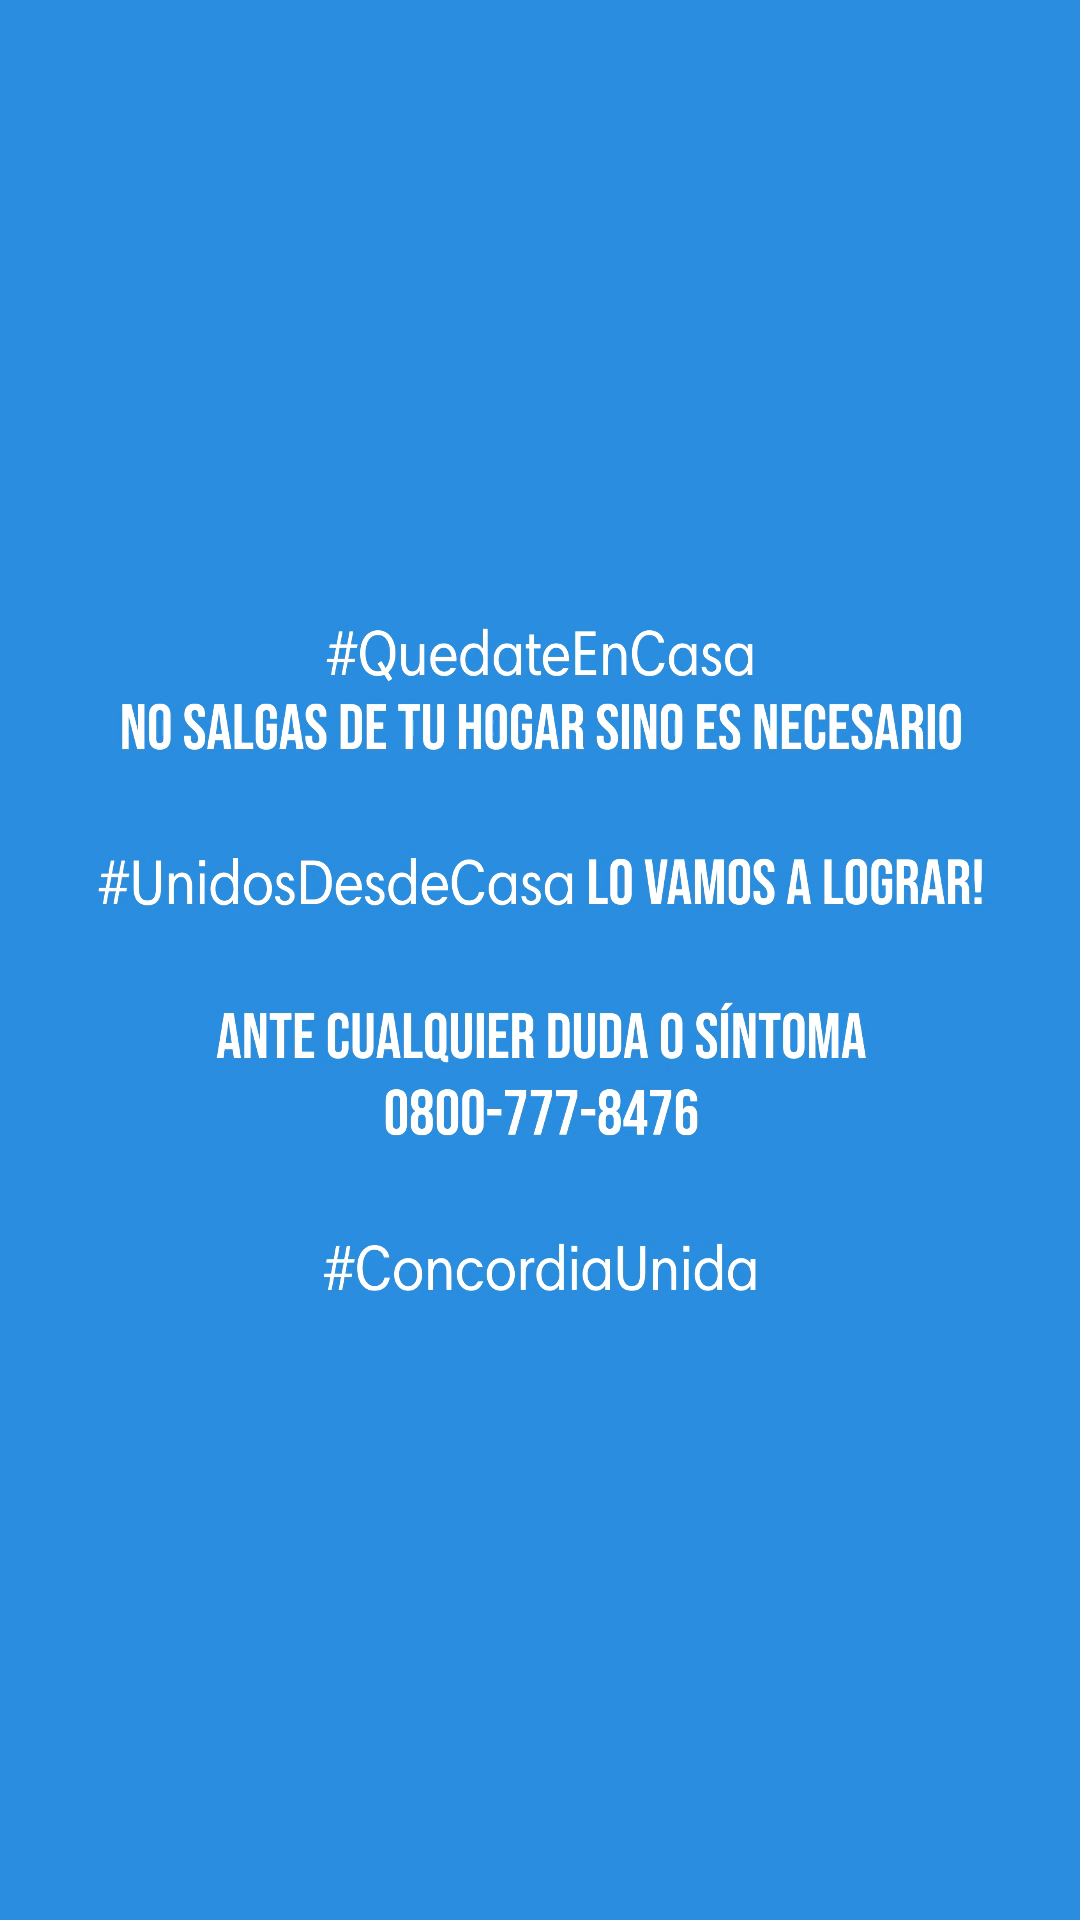 #QuedateEnCasa
NO SALGAS DE TU HOGAR SINO ES NECESARIO
#UnidosDesdeCasa LO VAMOS A LOGRAR!
ANTE CUALQUIER DUDA O SÍNTOMA
0800-777-8476
#ConcordiaUnida